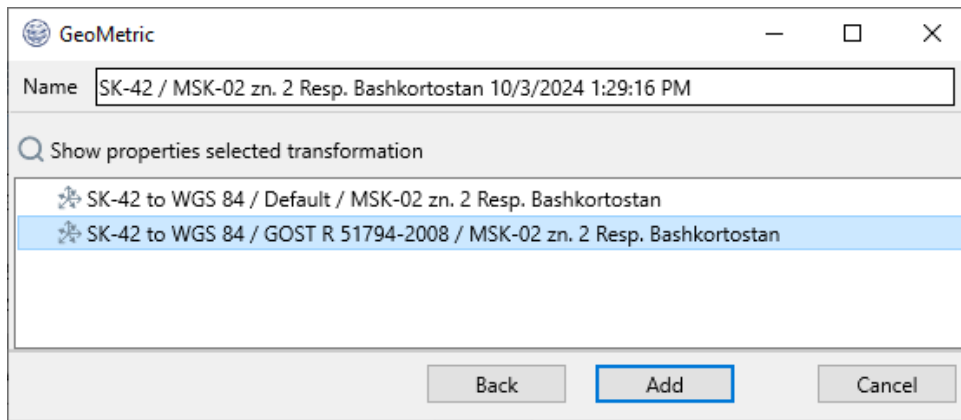 GeoMetric
Name SK-42 / MSK-02 zn. 2 Resp. Bashkortostan 10/3/2024 1:29:16 PM
Show properties selected transformation
SK-42 to WGS 84 / Default / MSK-02 zn. 2 Resp. Bashkortostan
SK-42 to WGS 84 / GOST R 51794-2008 / MSK-02 zn. 2 Resp. Bashkortostan
Back Add Cancel